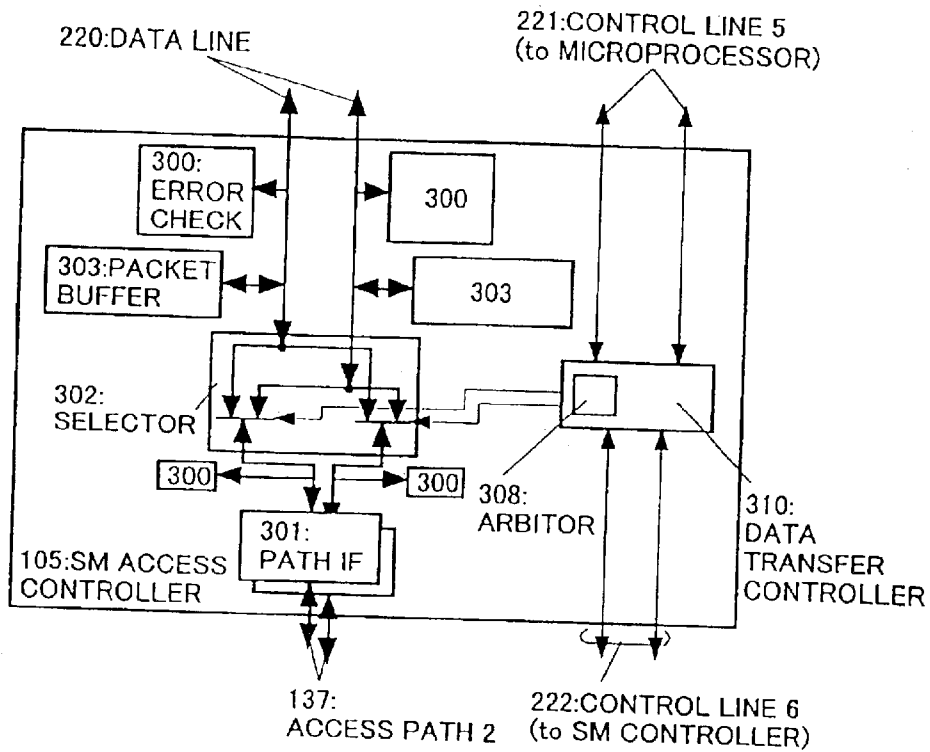 220:DATA LINE
221:CONTROL LINE 5
(to MICROPROCESSOR)
300:
ERROR
CHECK
300
303:PACKET
BUFFER
303
302:
SELECTOR
300
300
308:
ARBITOR
310:
DATA
TRANSFER
CONTROLLER
301:
PATH IF
105:SM ACCESS
CONTROLLER
137:
ACCESS PATH 2
222:CONTROL LINE 6
(to SM CONTROLLER)